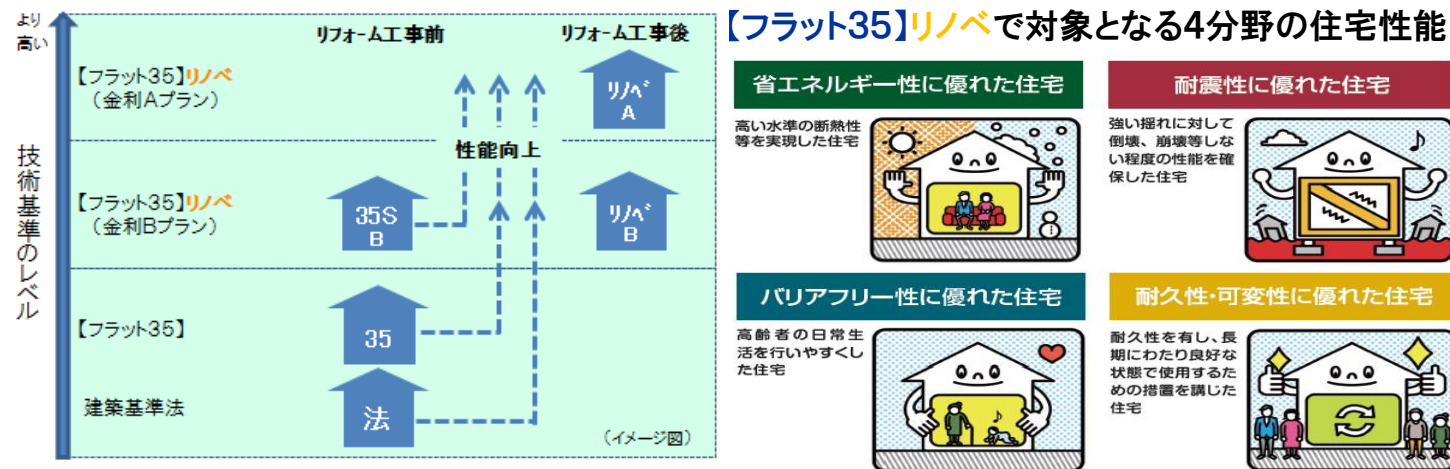 より
高い
技術基準のレベル
リフォーム工事前
リフォーム工事後
【フラット35】リノベ
（金利Aプラン）
リノベ
A
性能向上
【フラット35】リノベ
（金利Bプラン）
35S
B
リノベ
B
【フラット35】
35
建築基準法
法
（イメージ図）
【フラット35】リノベで対象となる4分野の住宅性能
省エネルギー性に優れた住宅
高い水準の断熱性
等を実現した住宅
耐震性に優れた住宅
強い揺れに対して
倒壊、崩壊等しな
い程度の性能を確
保した住宅
バリアフリー性に優れた住宅
高齢者の日常生
活を行いやすくし
た住宅
耐久性･可変性に優れた住宅
耐久性を有し、長
期にわたり良好な
状態で使用するた
めの措置を講じた
住宅